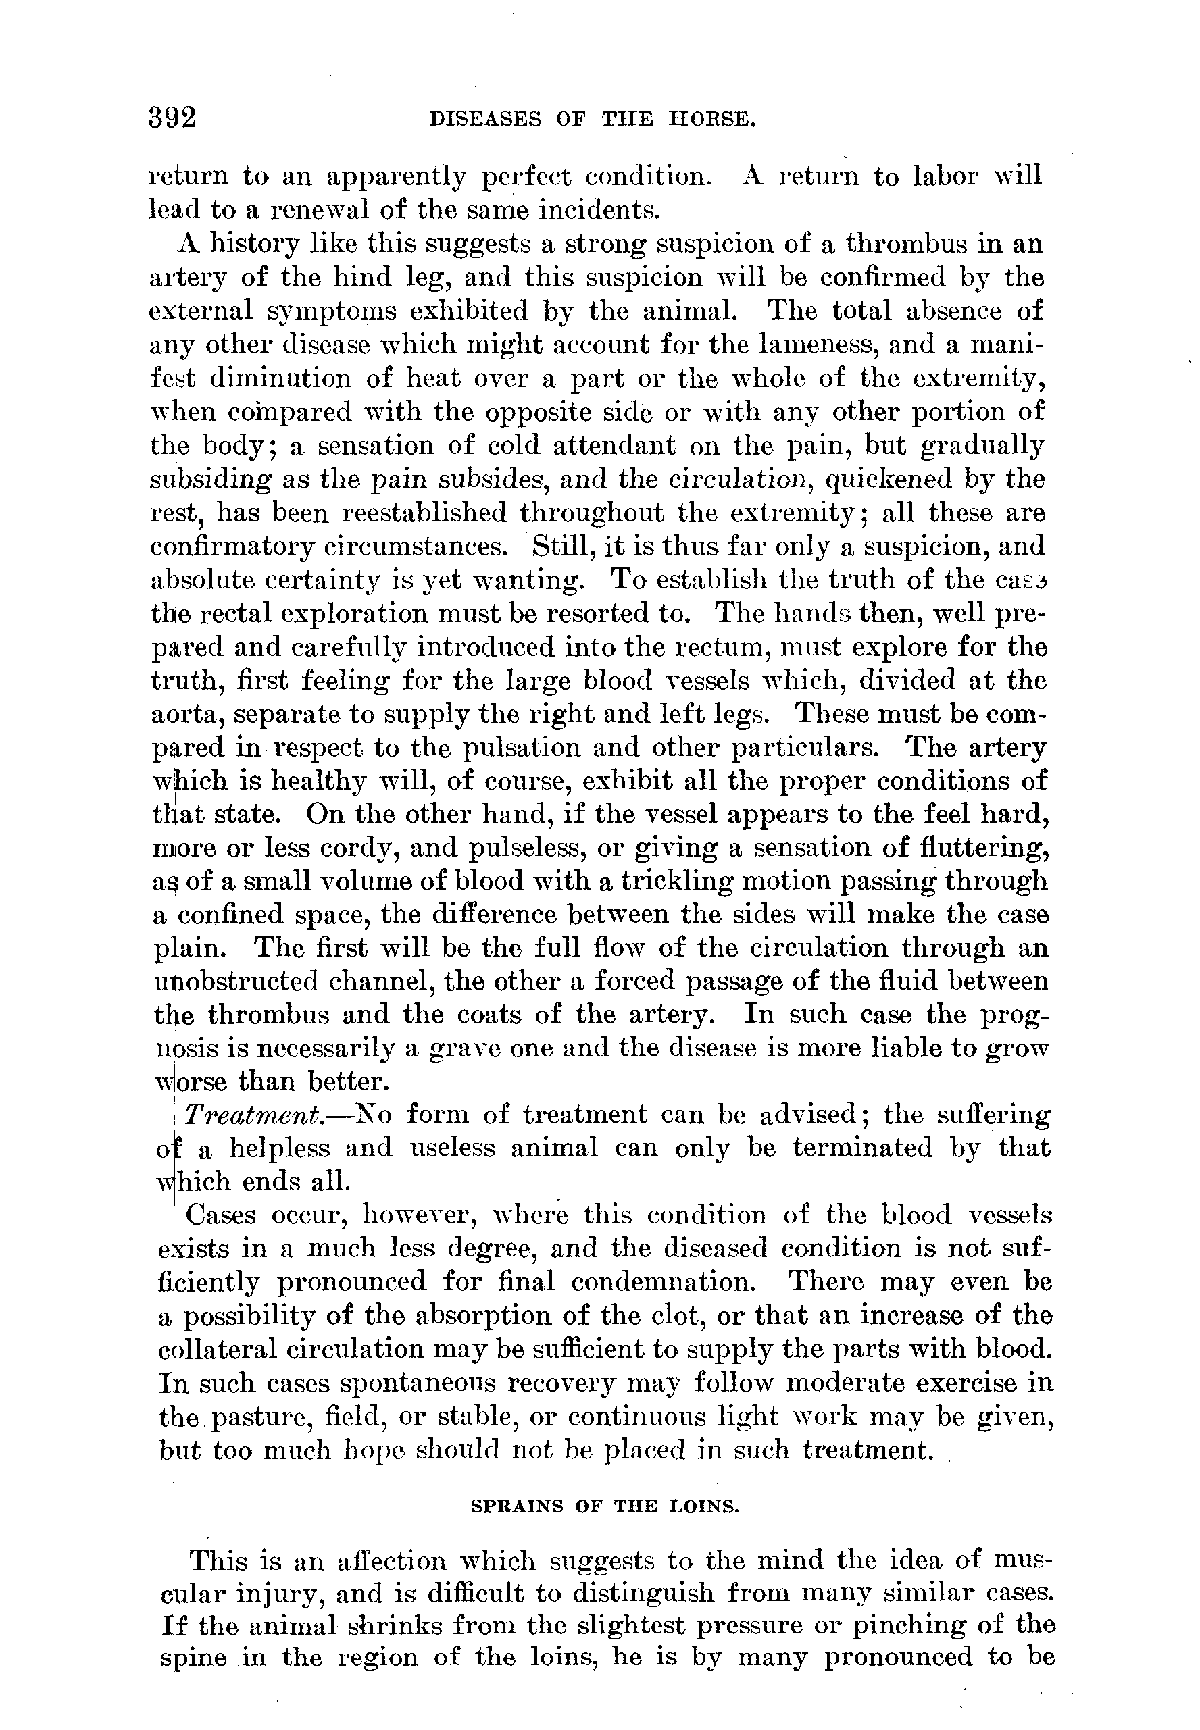 392 DISEASES OF THE HORSE.
return to an apparently perfect condition. A return to labor will
lead to a renewal of the same incidents.
A history like this suggests a strong suspicion of a thrombus in an
artery of the hind leg, and this suspicion will be confirmed by the
external symptoms exhibited by the animal. The total absence of
any other disease which might account for the lameness, and a mani-
fest diminution of heat over a part or the whole of the extremity,
when compared with the opposite side or with any other portion of
the body; a sensation of cold attendant on the pain, but gradually
subsiding as the pain subsides, and the circulation, quickened by the
rest, has been reestablished throughout the extremity; all these are
confirmatory circumstances. Still, it is thus far only a suspicion, and
absolute certainty is yet wanting. To establish the truth of the case
the rectal exploration must be resorted to. The hands then, well pre-
pared and carefully introduced into the rectum, must explore for the
truth, first feeling for the large blood vessels which, divided at the
aorta, separate to supply the right and left legs. These must be com-
pared in respect to the pulsation and other particulars. The artery
which is healthy will, of course, exhibit all the proper conditions of
that state. On the other hand, if the vessel appears to the feel hard,
more or less cordy, and pulseless, or giving a sensation of fluttering,
as of a small volume of blood with a trickling motion passing through
a confined space, the difference between the sides will make the case
plain. The first will be the full flow of the circulation through an
unobstructed channel, the other a forced passage of the fluid between
the thrombus and the coats of the artery. In such case the prog-
nosis is necessarily a grave one and the disease is more liable to grow
worse than better.
Treatment.—No form of treatment can be advised; the suffering
of a helpless and useless animal can only be terminated by that
which ends all.
Cases occur, however, where this condition of the blood vessels
exists in a much less degree, and the diseased condition is not suf-
ficiently pronounced for final condemnation. There may even be
a possibility of the absorption of the clot, or that an increase of the
collateral circulation may be sufficient to supply the parts with blood.
In such cases spontaneous recovery may follow moderate exercise in
the pasture, field, or stable, or continuous light work may be given,
but too much hope should not be placed in such treatment.
SPRAINS OF THE LOINS.
This is an affection which suggests to the mind the idea of mus-
cular injury, and is difficult to distinguish from many similar cases.
If the animal shrinks from the slightest pressure or pinching of the
spine in the region of the loins, he is by many pronounced to be